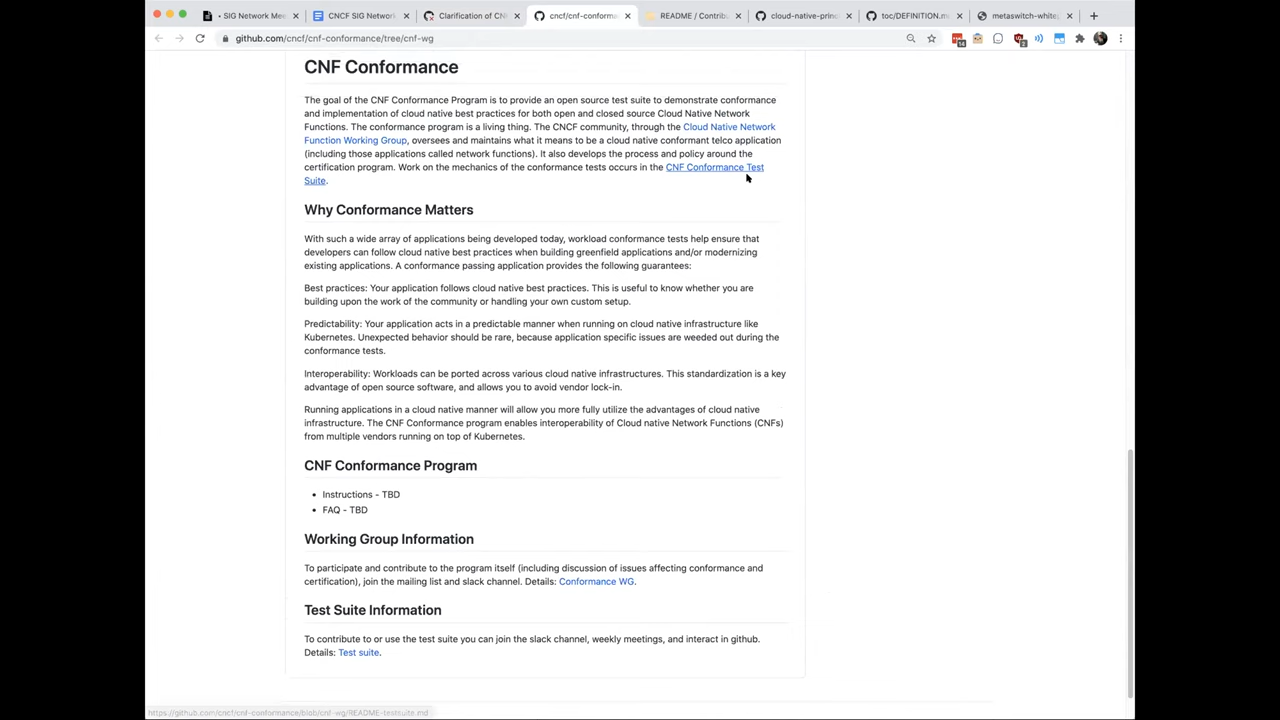 • SIG Network Mee
CNCF SIG Network
Clarification of CNF
cncf/cnf-conforma
README / Contrib
cloud-native-princ
toc/DEFINITION.m
metaswitch-white
github.com/cncf/cnf-conformance/tree/cnf-wg
14
2
CNF Conformance
The goal of the CNF Conformance Program is to provide an open source test suite to demonstrate conformance
and implementation of cloud native best practices for both open and closed source Cloud Native Network
Functions. The conformance program is a living thing. The CNCF community, through the Cloud Native Network
Function Working Group, oversees and maintains what it means to be a cloud native conformant telco application
(including those applications called network functions). It also develops the process and policy around the
certification program. Work on the mechanics of the conformance tests occurs in the CNF Conformance Test
Suite.
Why Conformance Matters
With such a wide array of applications being developed today, workload conformance tests help ensure that
developers can follow cloud native best practices when building greenfield applications and/or modernizing
existing applications. A conformance passing application provides the following guarantees:
Best practices: Your application follows cloud native best practices. This is useful to know whether you are
building upon the work of the community or handling your own custom setup.
Predictability: Your application acts in a predictable manner when running on cloud native infrastructure like
Kubernetes. Unexpected behavior should be rare, because application specific issues are weeded out during the
conformance tests.
Interoperability: Workloads can be ported across various cloud native infrastructures. This standardization is a key
advantage of open source software, and allows you to avoid vendor lock-in.
Running applications in a cloud native manner will allow you more fully utilize the advantages of cloud native
infrastructure. The CNF Conformance program enables interoperability of Cloud native Network Functions (CNFs)
from multiple vendors running on top of Kubernetes.
CNF Conformance Program
• Instructions - TBD
• FAQ - TBD
Working Group Information
To participate and contribute to the program itself (including discussion of issues affecting conformance and
certification), join the mailing list and slack channel. Details: Conformance WG.
Test Suite Information
To contribute to or use the test suite you can join the slack channel, weekly meetings, and interact in github.
Details: Test suite.
https://github.com/cncf/cnf-conformance/blob/cnf-wg/README-testsuite.md